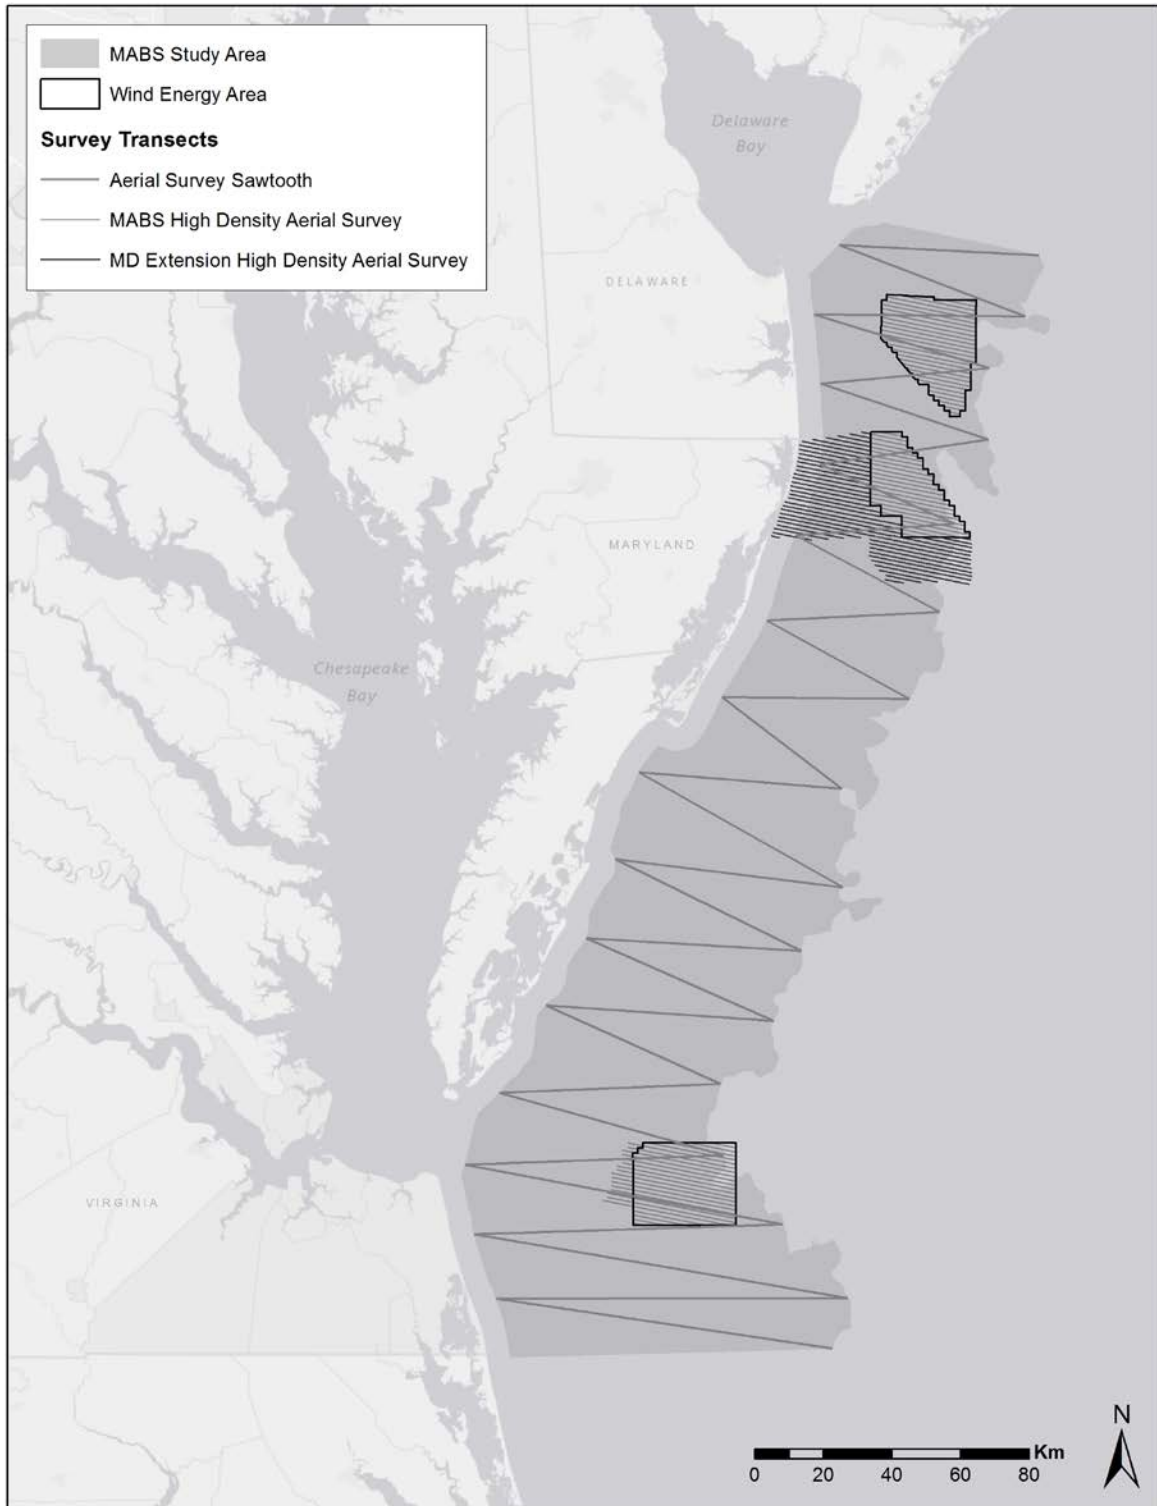 MABS Study Area
Wind Energy Area
Survey Transects
Aerial Survey Sawtooth
MABS High Density Aerial Survey
MD Extension High Density Aerial Survey
Delaware
Bay
DELAWARE
MARYLAND
Chesapeake
Bay
VIRGINIA
N
Km
0 20 40 60 80